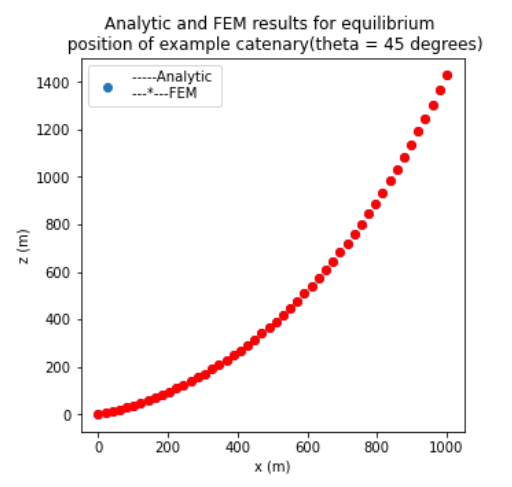 Analytic and FEM results for equilibrium
position of example catenary(theta = 45 degrees)
-----Analytic
---*---FEM
1400
1200
1000
800
600
400
200
0
z (m)
0 200 400 600 800 1000
x (m)